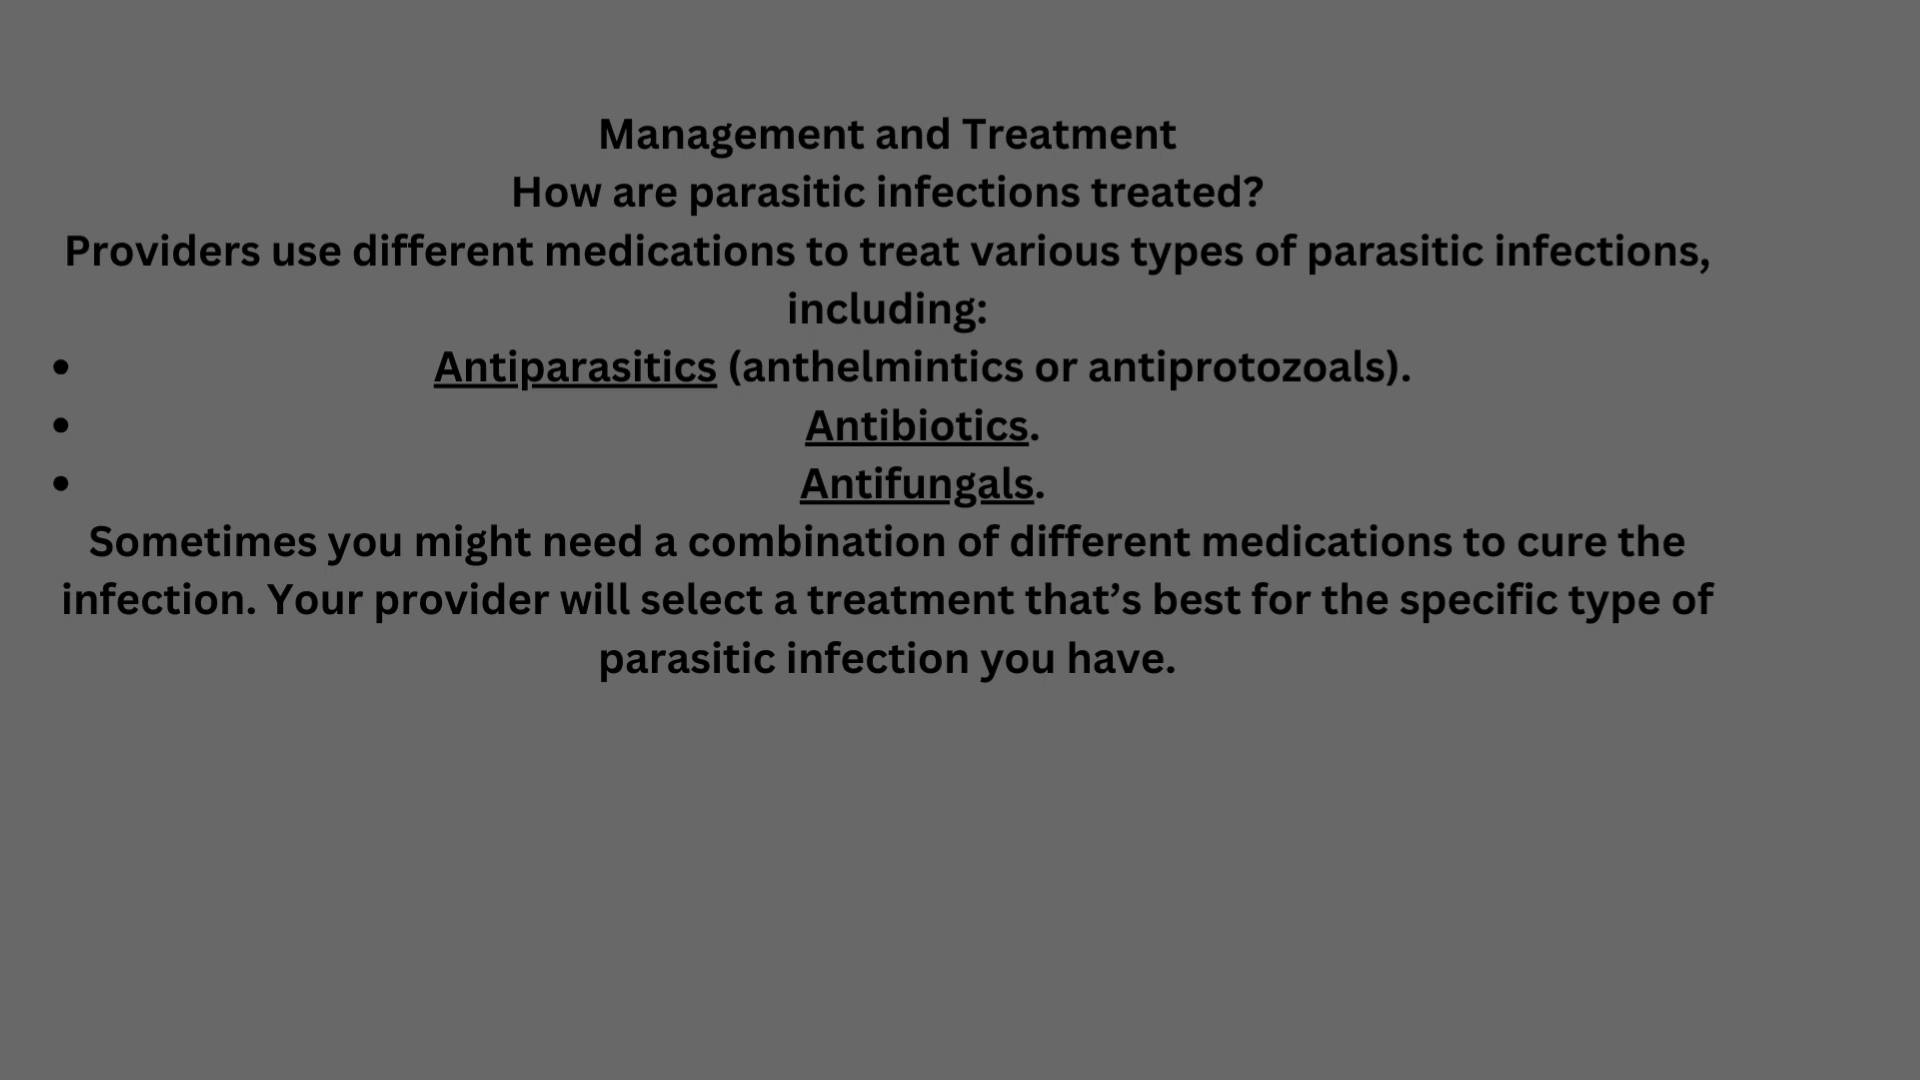 Management and Treatment
How are parasitic infections treated?
Providers use different medications to treat various types of parasitic infections,
including:
• Antiparasitics (anthelmintics or antiprotozoals).
• Antibiotics.
• Antifungals.
Sometimes you might need a combination of different medications to cure the
infection. Your provider will select a treatment that’s best for the specific type of
parasitic infection you have.